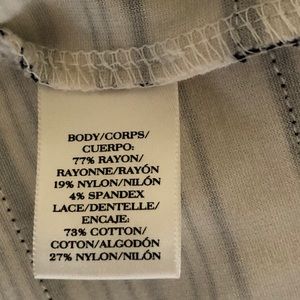 BODY/CORPS/
CUERPO:
77% RAYON/
RAYONNE/RAYÓN
19% NYLON/NILÓN
4% SPANDEX
LACE/DENTELLE/
ENCAJE:
73% COTTON/
COTON/ALGODÓN
27% NYLON/NILÓN